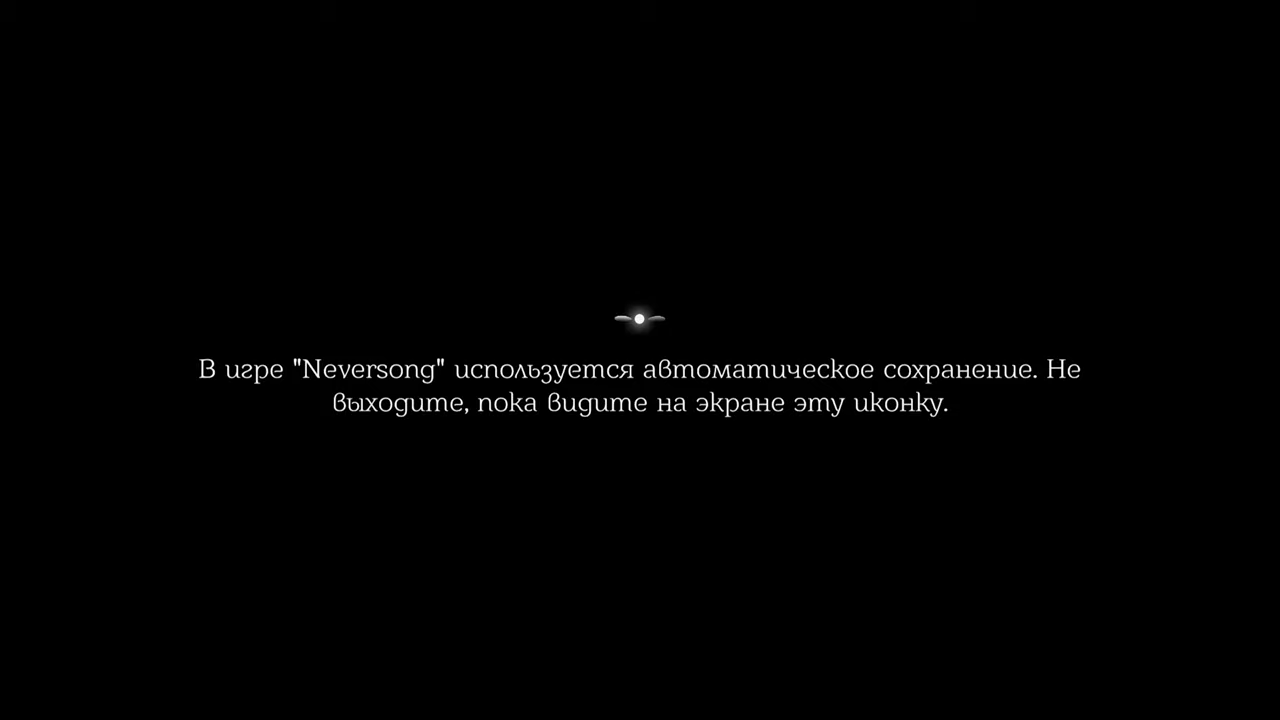 В игре "Neversong" используется автоматическое сохранение. Не
выходите, пока видите на экране эту иконку.